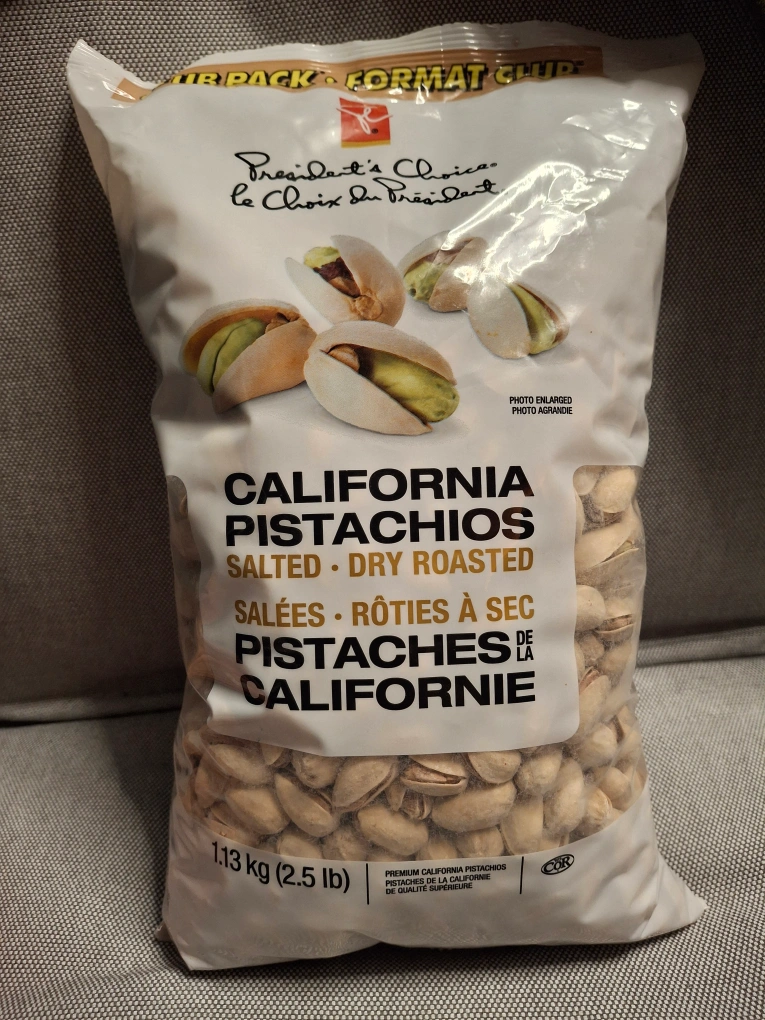 CLUB PACK • FORMAT CLUB
President's Choice®
le Choix du Président
PHOTO ENLARGED
PHOTO AGRANDIE
CALIFORNIA
PISTACHIOS
SALTED • DRY ROASTED
SALÉES • RÔTIES À SEC
PISTACHES DE LA
CALIFORNIE
1.13 kg (2.5 lb)
PREMIUM CALIFORNIA PISTACHIOS
PISTACHES DE LA CALIFORNIE
DE QUALITÉ SUPÉRIEURE
COR